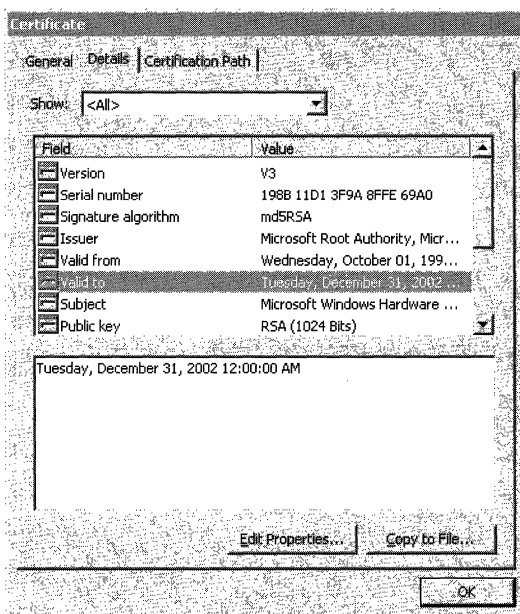 Certificate
General Details Certification Path
Show: <All>
Field Value
Version V3
Serial number 198B 11D1 3F9A 8FFE 69A0
Signature algorithm md5RSA
Issuer Microsoft Root Authority, Micr...
Valid from Wednesday, October 01, 199...
Valid to Tuesday, December 31, 2002 ...
Subject Microsoft Windows Hardware ...
Public key RSA (1024 Bits)
Tuesday, December 31, 2002 12:00:00 AM
Edit Properties... Copy to File...
OK